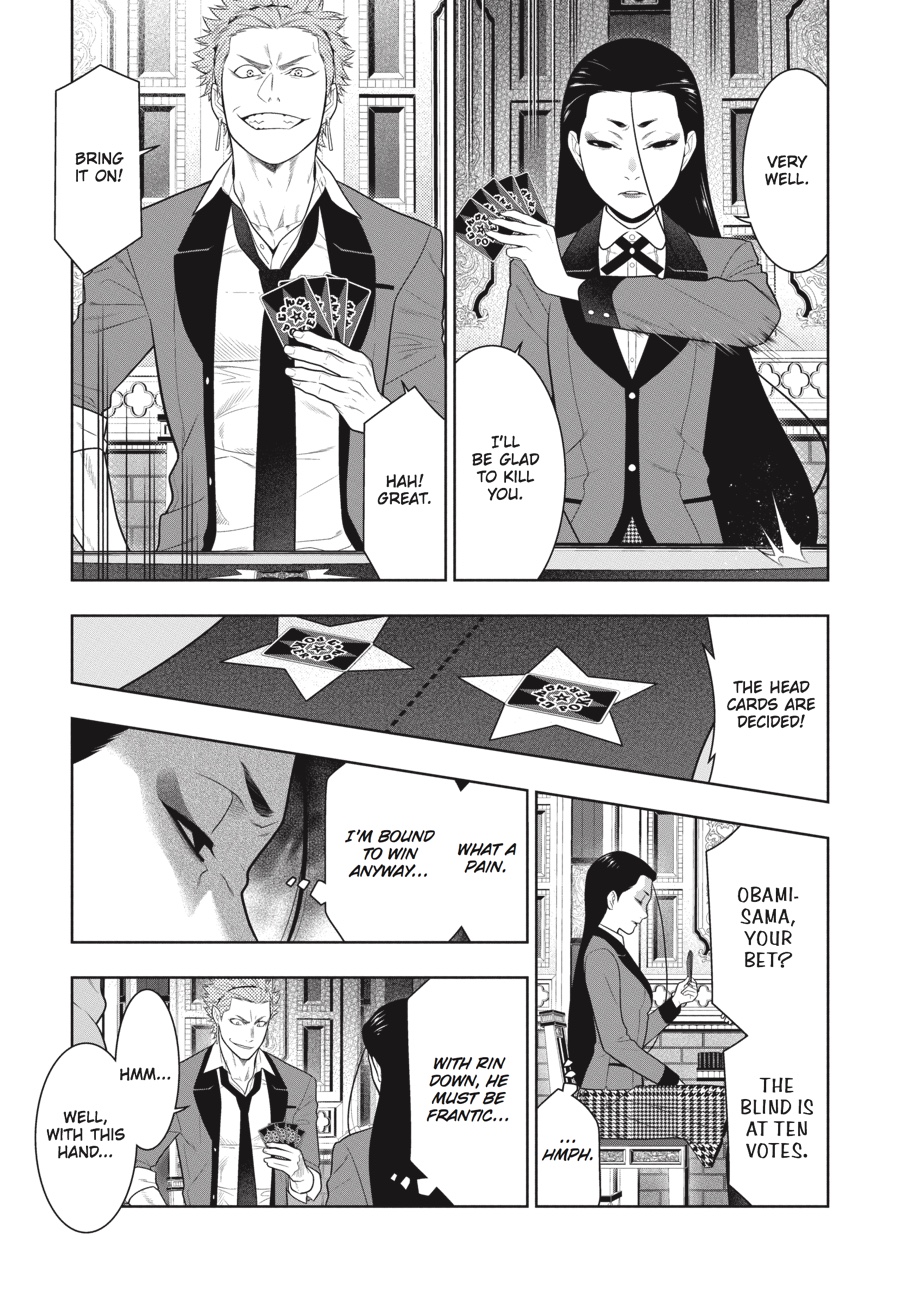 VERY
WELL.
I'LL
BE GLAD
TO KILL
YOU.
BRING
IT ON!
HAH!
GREAT.
THE HEAD
CARDS ARE
DECIDED!
OBAMI-
SAMA,
YOUR
BET?
THE
BLIND IS
AT TEN
VOTES.
...
HMPH.
WHAT A
PAIN.
I'M BOUND
TO WIN
ANYWAY...
WITH RIN
DOWN, HE
MUST BE
FRANTIC...
HMM...
WELL,
WITH THIS
HAND...